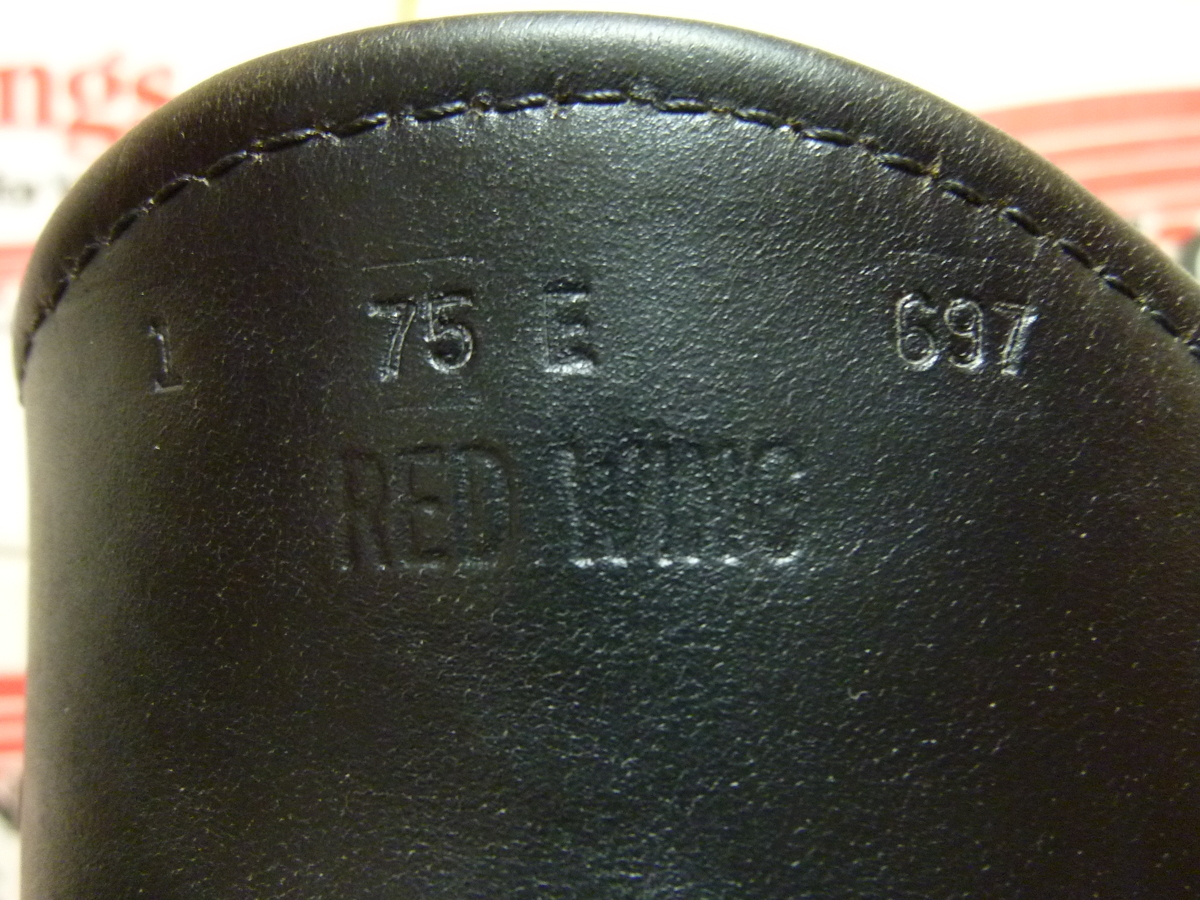 ngs
1 75 E 697
RED WING